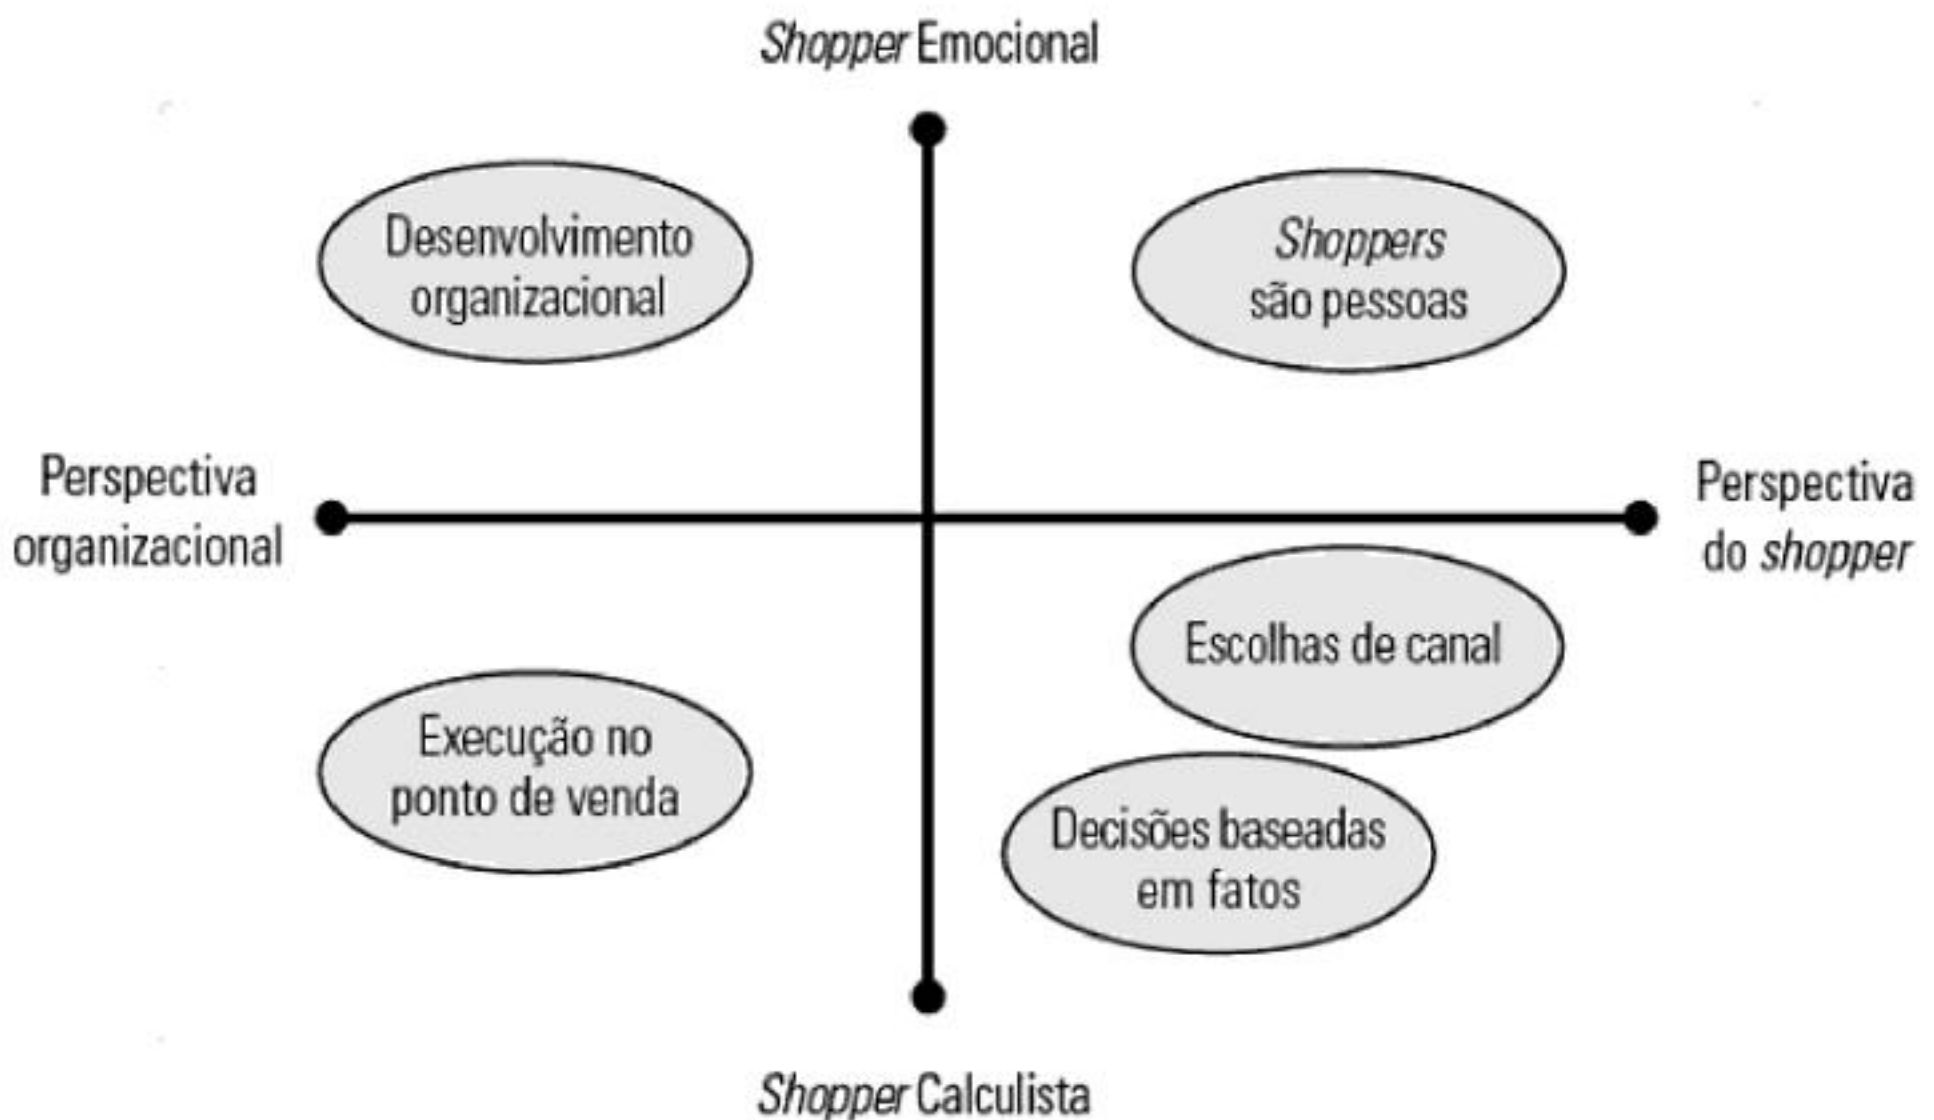 Shopper Emocional
Desenvolvimento
organizacional
Shoppers
são pessoas
Perspectiva
organizacional
Perspectiva
do shopper
Escolhas de canal
Execução no
ponto de venda
Decisões baseadas
em fatos
Shopper Calculista